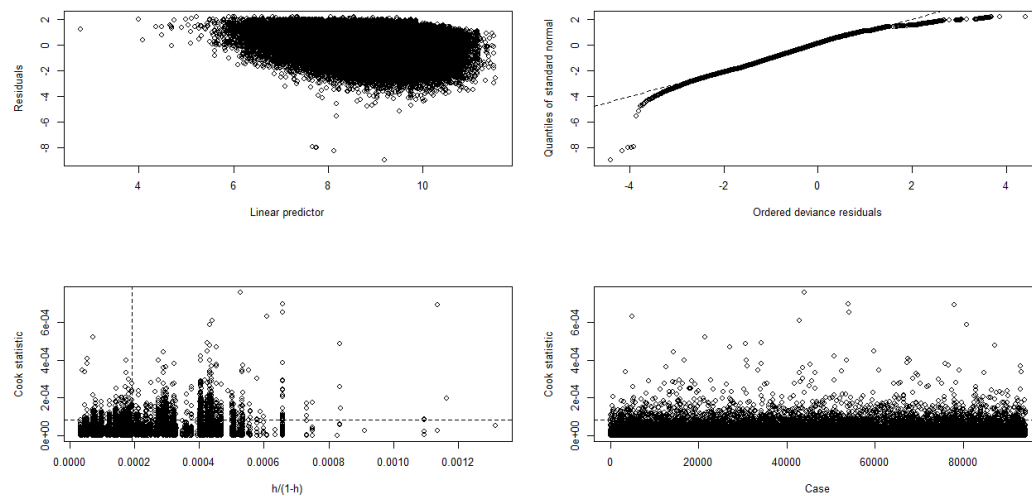 2
0
-2
-4
-6
-8
Residuals
4
6
8
10
Linear predictor
2
0
-2
-4
-6
-8
Quantiles of standard normal
-4
-2
0
2
4
Ordered deviance residuals
6e-04
4e-04
2e-04
0e+00
Cook statistic
0.0000
0.0002
0.0004
0.0006
0.0008
0.0010
0.0012
h/(1-h)
6e-04
4e-04
2e-04
0e+00
Cook statistic
0
20000
40000
60000
80000
Case